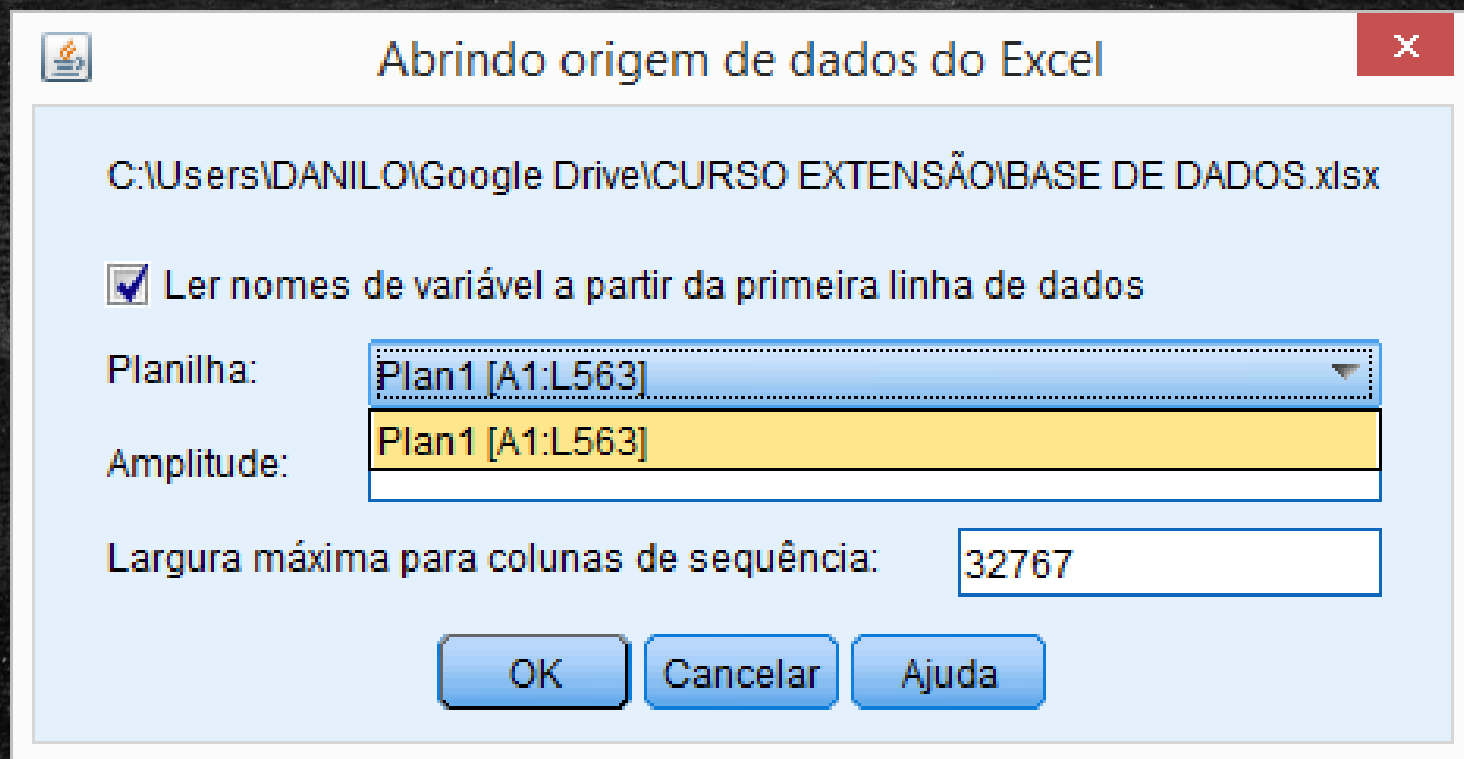 Abrindo origem de dados do Excel
C:\Users\DANILO\Google Drive\CURSO EXTENSÃO\BASE DE DADOS.xlsx
Ler nomes de variável a partir da primeira linha de dados
Planilha: Plan1 [A1:L563]
Plan1 [A1:L563]
Amplitude:
Largura máxima para colunas de sequência: 32767
OK Cancelar Ajuda